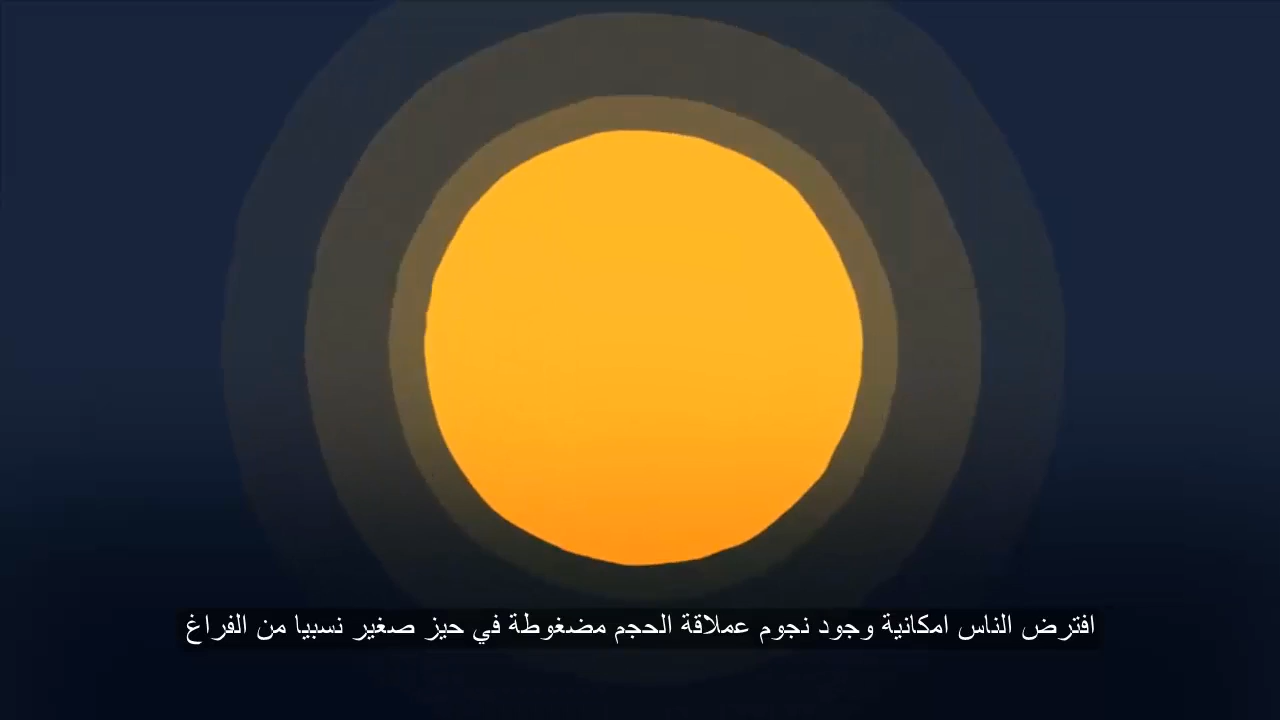 افترض الناس امكانية وجود نجوم عملاقة الحجم مضغوطة في حيز صغير نسبيا من الفراغ